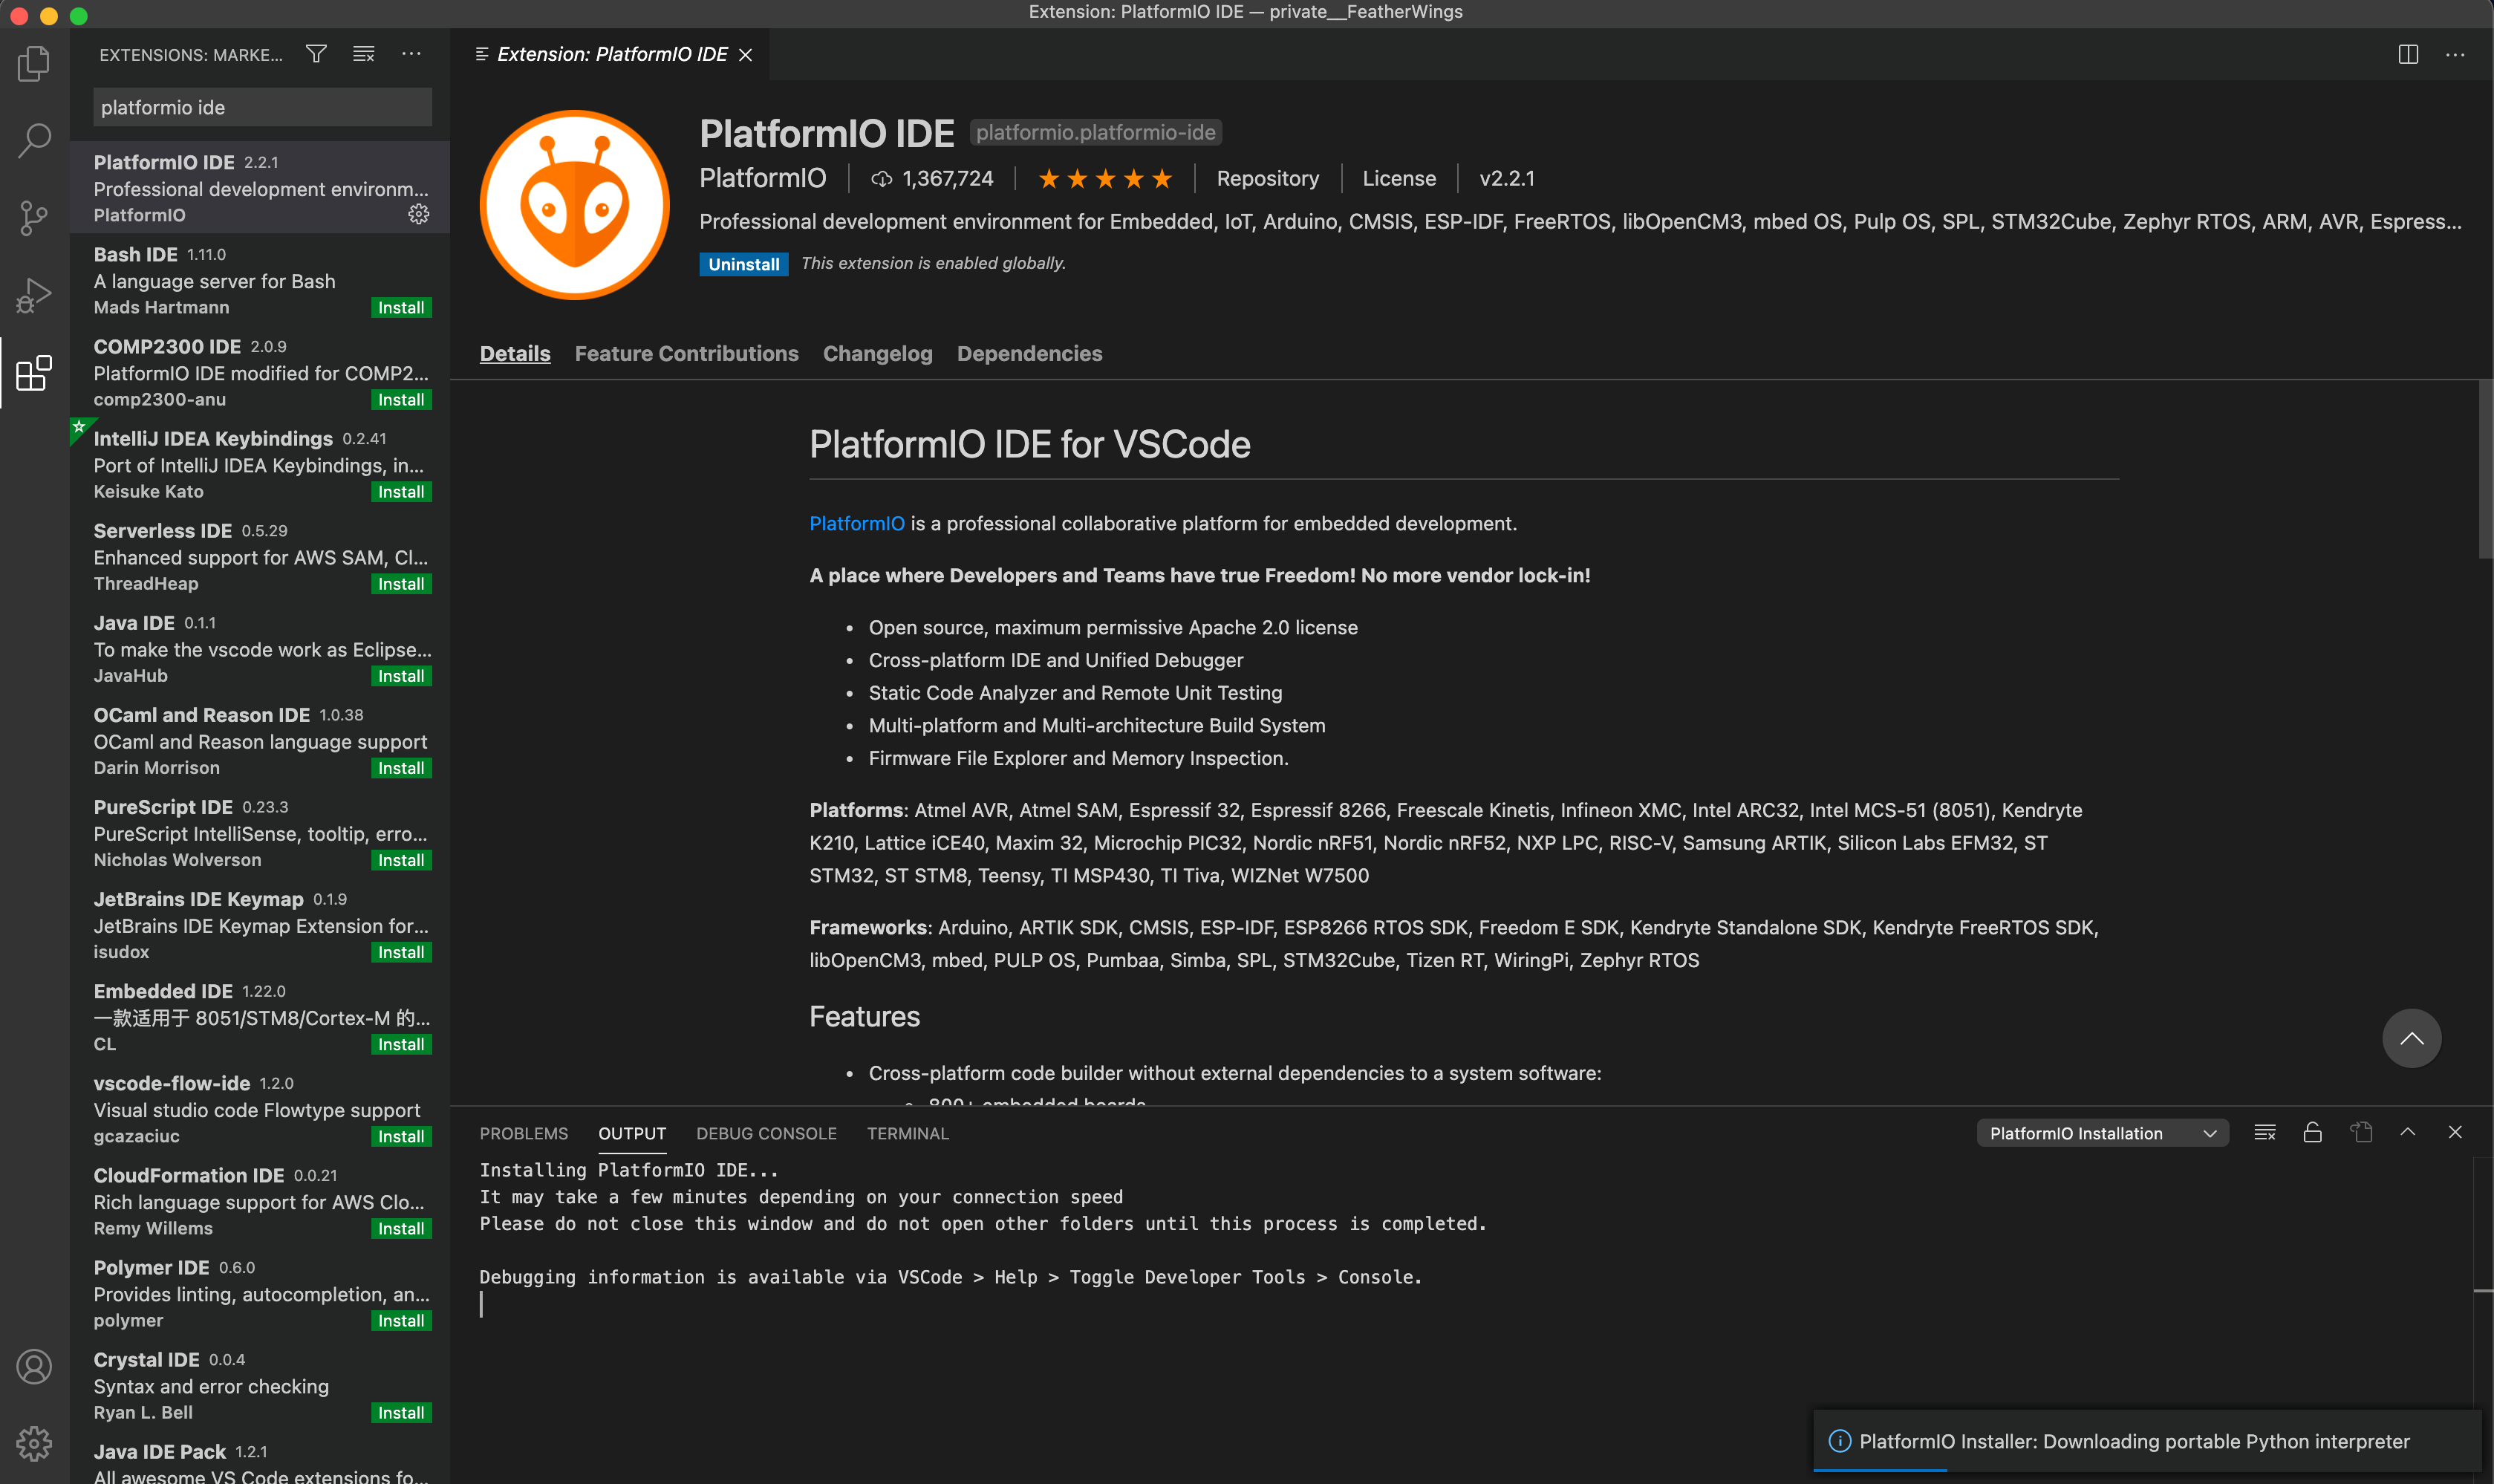 Extension: PlatformIO IDE — private__FeatherWings
EXTENSIONS: MARKE...
platformio ide
PlatformIO IDE 2.2.1
Professional development environm...
PlatformIO
Bash IDE 1.11.0
A language server for Bash
Mads Hartmann Install
COMP2300 IDE 2.0.9
PlatformIO IDE modified for COMP2...
comp2300-anu Install
IntelliJ IDEA Keybindings 0.2.41
Port of IntelliJ IDEA Keybindings, in...
Keisuke Kato Install
Serverless IDE 0.5.29
Enhanced support for AWS SAM, Cl...
ThreadHeap Install
Java IDE 0.1.1
To make the vscode work as Eclipse...
JavaHub Install
OCaml and Reason IDE 1.0.38
OCaml and Reason language support
Darin Morrison Install
PureScript IDE 0.23.3
PureScript IntelliSense, tooltip, erro...
Nicholas Wolverson Install
JetBrains IDE Keymap 0.1.9
JetBrains IDE Keymap Extension for...
isudox Install
Embedded IDE 1.22.0
一款适用于 8051/STM8/Cortex-M 的...
CL Install
vscode-flow-ide 1.2.0
Visual studio code Flowtype support
gcazaciuc Install
CloudFormation IDE 0.0.21
Rich language support for AWS Clo...
Remy Willems Install
Polymer IDE 0.6.0
Provides linting, autocompletion, an...
polymer Install
Crystal IDE 0.0.4
Syntax and error checking
Ryan L. Bell Install
Java IDE Pack 1.2.1
All awesome VS Code extensions fo...
Extension: PlatformIO IDE
PlatformIO IDE platformio.platformio-ide
PlatformIO 1,367,724 Repository License v2.2.1
Professional development environment for Embedded, IoT, Arduino, CMSIS, ESP-IDF, FreeRTOS, libOpenCM3, mbed OS, Pulp OS, SPL, STM32Cube, Zephyr RTOS, ARM, AVR, Espress...
Uninstall This extension is enabled globally.
Details Feature Contributions Changelog Dependencies
PlatformIO IDE for VSCode
PlatformIO is a professional collaborative platform for embedded development.
A place where Developers and Teams have true Freedom! No more vendor lock-in!
• Open source, maximum permissive Apache 2.0 license
• Cross-platform IDE and Unified Debugger
• Static Code Analyzer and Remote Unit Testing
• Multi-platform and Multi-architecture Build System
• Firmware File Explorer and Memory Inspection.
Platforms: Atmel AVR, Atmel SAM, Espressif 32, Espressif 8266, Freescale Kinetis, Infineon XMC, Intel ARC32, Intel MCS-51 (8051), Kendryte
K210, Lattice iCE40, Maxim 32, Microchip PIC32, Nordic nRF51, Nordic nRF52, NXP LPC, RISC-V, Samsung ARTIK, Silicon Labs EFM32, ST
STM32, ST STM8, Teensy, TI MSP430, TI Tiva, WIZNet W7500
Frameworks: Arduino, ARTIK SDK, CMSIS, ESP-IDF, ESP8266 RTOS SDK, Freedom E SDK, Kendryte Standalone SDK, Kendryte FreeRTOS SDK,
libOpenCM3, mbed, PULP OS, Pumbaa, Simba, SPL, STM32Cube, Tizen RT, WiringPi, Zephyr RTOS
Features
• Cross-platform code builder without external dependencies to a system software:
800+ embedded boards
PROBLEMS OUTPUT DEBUG CONSOLE TERMINAL PlatformIO Installation
Installing PlatformIO IDE...
It may take a few minutes depending on your connection speed
Please do not close this window and do not open other folders until this process is completed.
Debugging information is available via VSCode > Help > Toggle Developer Tools > Console.
PlatformIO Installer: Downloading portable Python interpreter